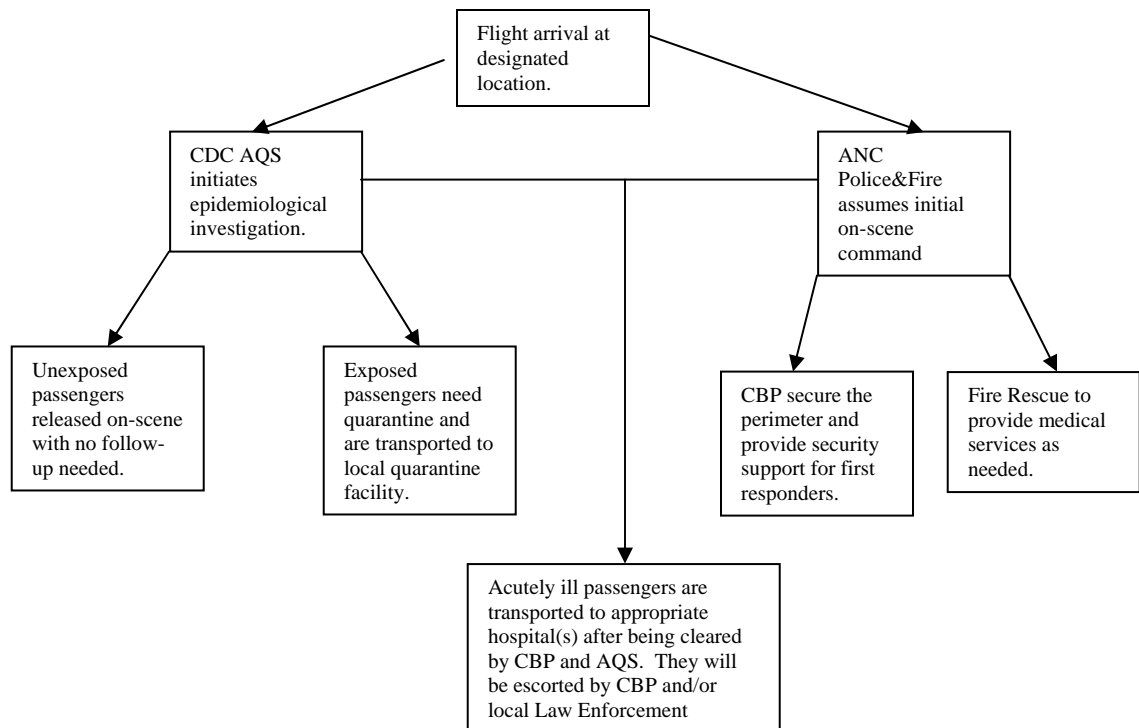 Flight arrival at
designated
location.
CDC AQS
initiates
epidemiological
investigation.
ANC
Police&Fire
assumes initial
on-scene
command
Unexposed
passengers
released on-scene
with no follow-
up needed.
Exposed
passengers need
quarantine and
are transported to
local quarantine
facility.
CBP secure the
perimeter and
provide security
support for first
responders.
Fire Rescue to
provide medical
services as
needed.
Acutely ill passengers are
transported to appropriate
hospital(s) after being cleared
by CBP and AQS.  They will
be escorted by CBP and/or
local Law Enforcement